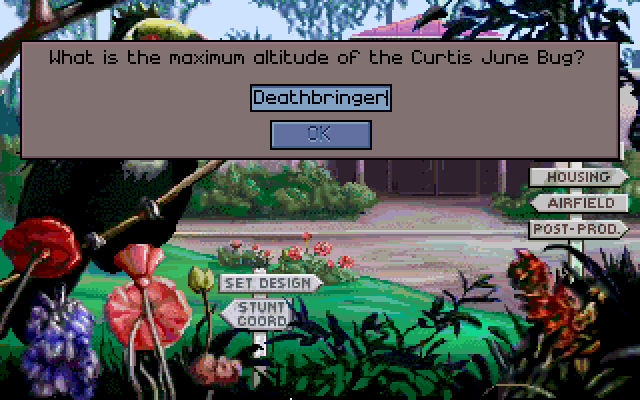 What is the maximum altitude of the Curtis June Bug?
Deathbringer
OK
HOUSING
AIRFIELD
POST-PROD.
SET DESIGN
STUNT
COORD